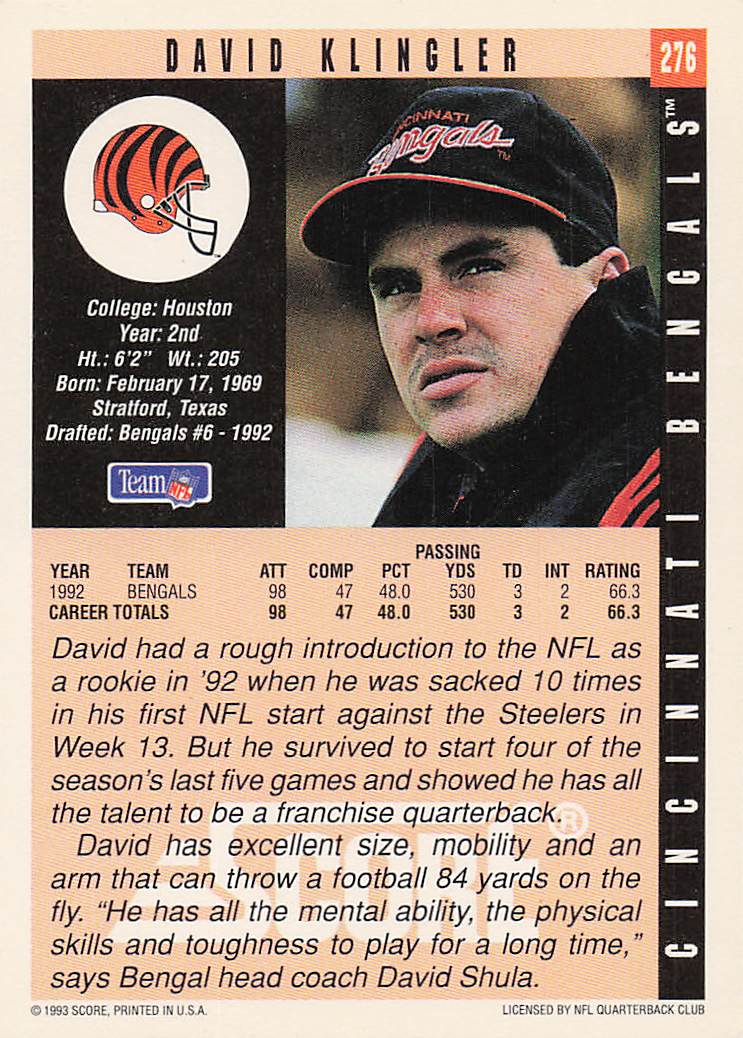 DAVID KLINGLER
276
CINCINNATI
Bengals™
College: Houston
Year: 2nd
Ht.: 6'2" Wt.: 205
Born: February 17, 1969
Stratford, Texas
Drafted: Bengals #6 - 1992
Team NFL
CINCINNATI BENGALS™
PASSING
YEAR TEAM ATT COMP PCT YDS TD INT RATING
1992 BENGALS 98 47 48.0 530 3 2 66.3
CAREER TOTALS 98 47 48.0 530 3 2 66.3
David had a rough introduction to the NFL as
a rookie in '92 when he was sacked 10 times
in his first NFL start against the Steelers in
Week 13. But he survived to start four of the
season's last five games and showed he has all
the talent to be a franchise quarterback.
David has excellent size, mobility and an
arm that can throw a football 84 yards on the
fly. "He has all the mental ability, the physical
skills and toughness to play for a long time,"
says Bengal head coach David Shula.
SCORE®
© 1993 SCORE, PRINTED IN U.S.A.
LICENSED BY NFL QUARTERBACK CLUB